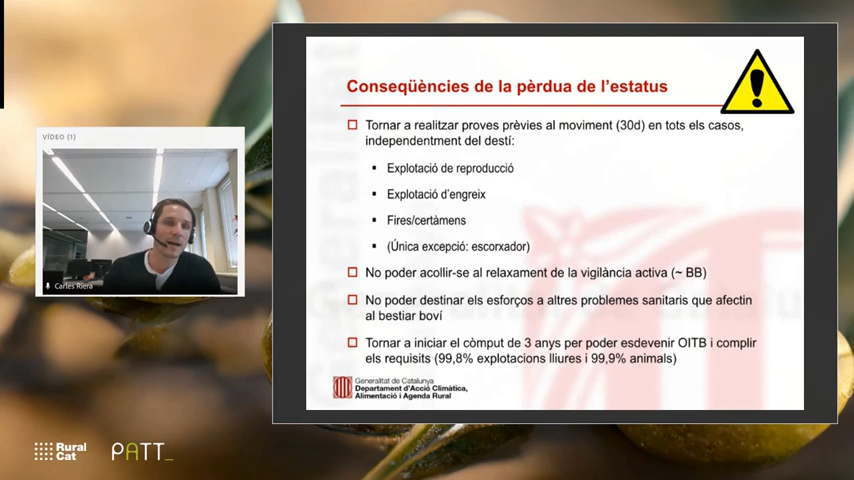 VÍDEO (1)
Carles Riera
Conseqüències de la pèrdua de l'estatus
Tornar a realitzar proves prèvies al moviment (30d) en tots els casos,
independentment del destí:
Explotació de reproducció
Explotació d'engreix
Fires/certàmens
(Única excepció: escorxador)
No poder acollir-se al relaxament de la vigilància activa (~ BB)
No poder destinar els esforços a altres problemes sanitaris que afectin
al bestiar boví
Tornar a iniciar el còmput de 3 anys per poder esdevenir OITB i complir
els requisits (99,8% explotacions lliures i 99,9% animals)
Generalitat de Catalunya
Departament d'Acció Climàtica,
Alimentació i Agenda Rural
Rural
Cat
PATT_